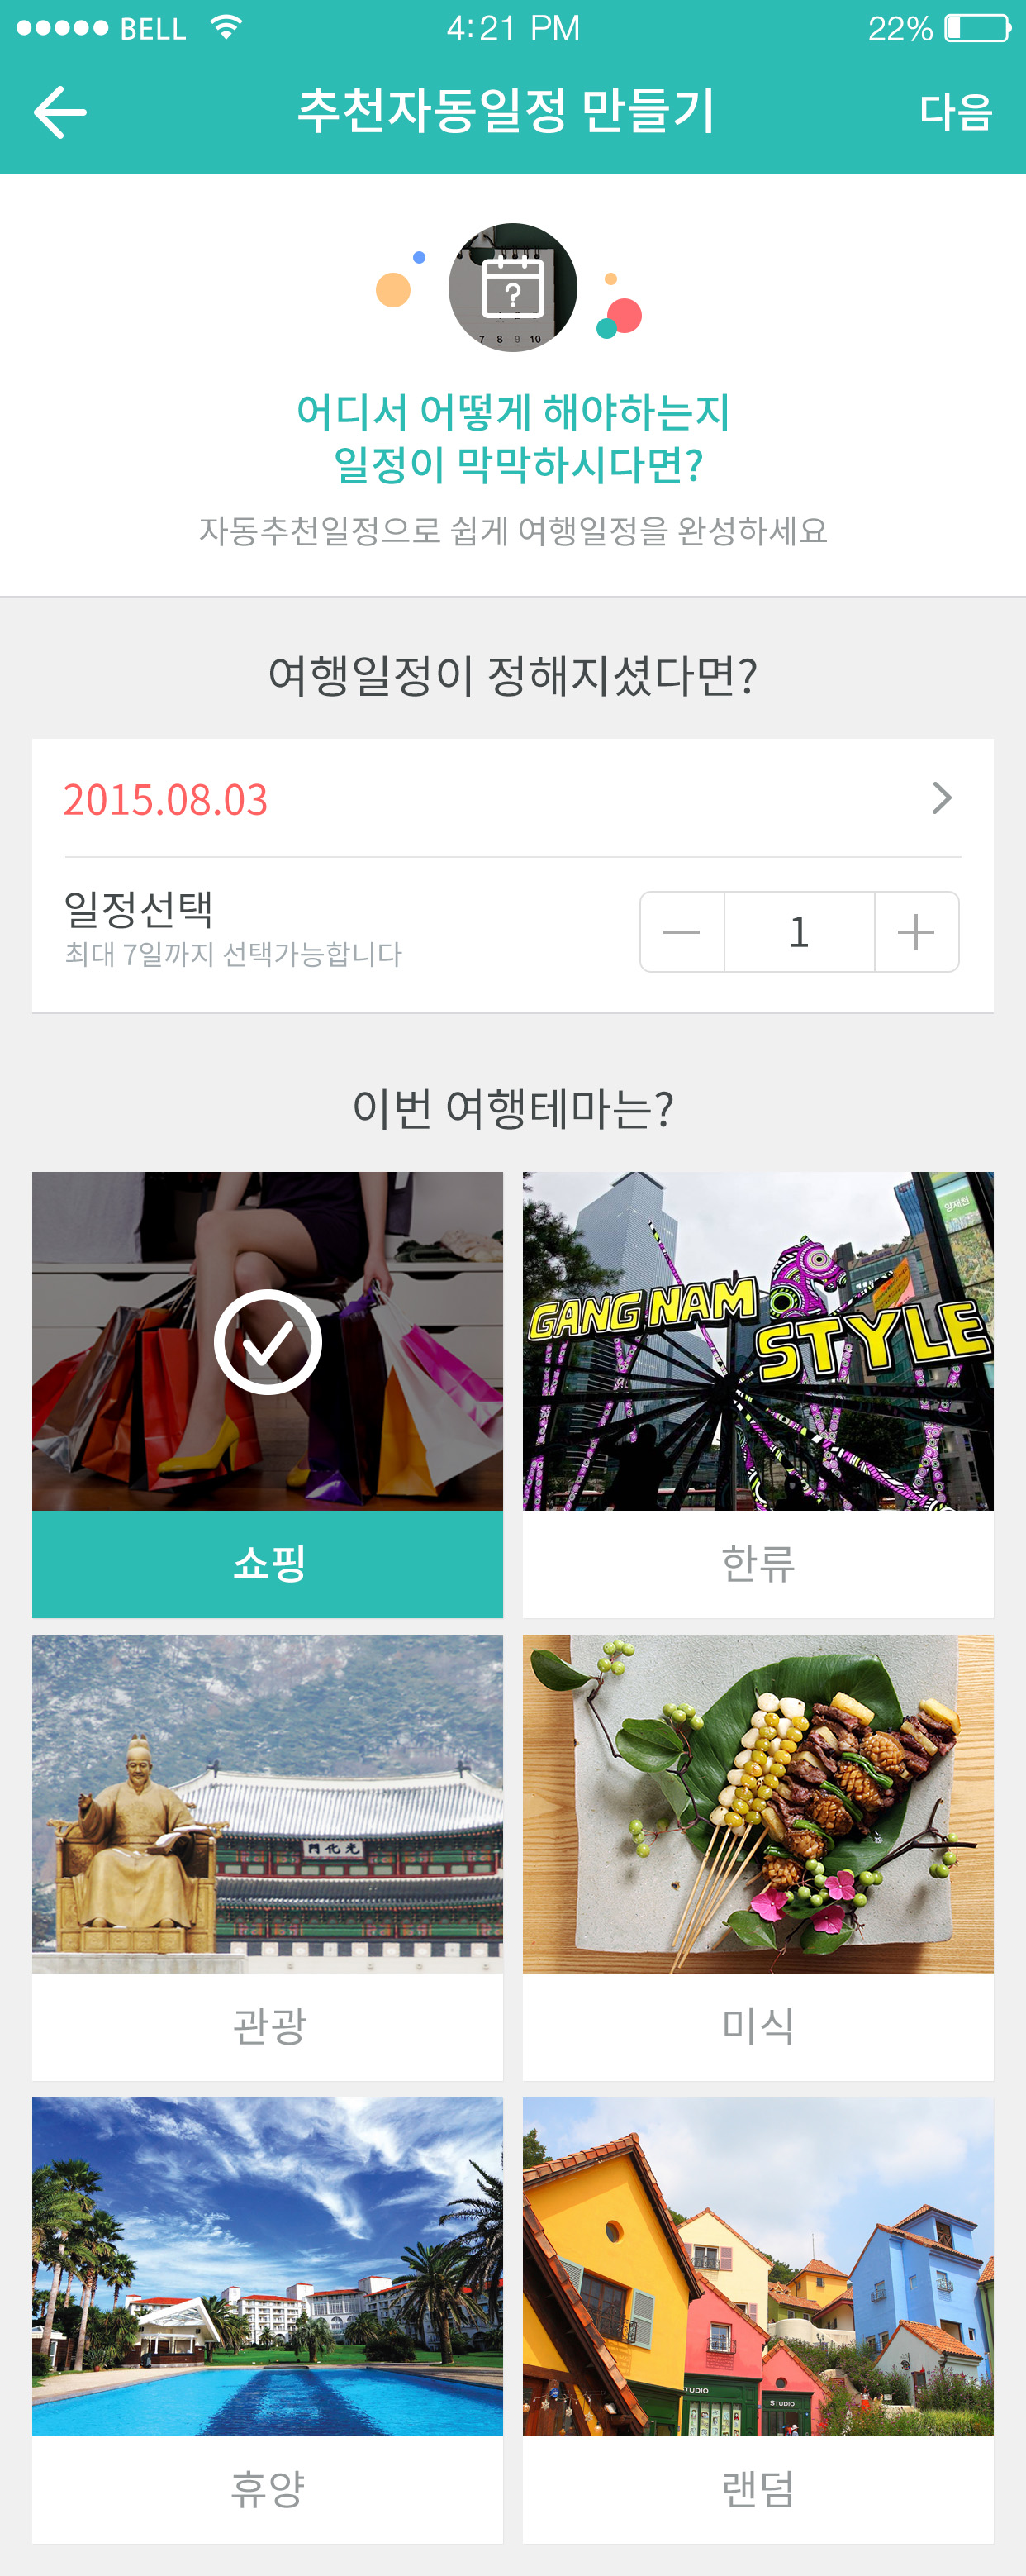 BELL 4:21 PM 22%
추천자동일정 만들기 다음
?
7 8 9 10
어디서 어떻게 해야하는지
일정이 막막하시다면?
자동추천일정으로 쉽게 여행일정을 완성하세요
여행일정이 정해지셨다면?
2015.08.03
일정선택
최대 7일까지 선택가능합니다
1
이번 여행테마는?
양재천
GANGNAM
STYLE
쇼핑
한류
門化光
관광
미식
STUDIO
휴양
랜덤